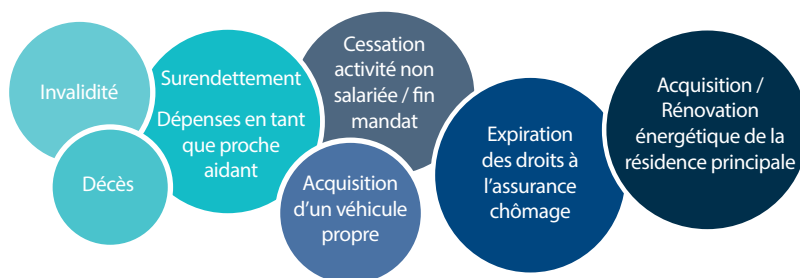 Invalidité
Décès
Surendettement
Dépenses en tant
que proche
aidant
Cessation
activité non
salariée / fin
mandat
Acquisition
d’un véhicule
propre
Expiration
des droits à
l’assurance
chômage
Acquisition /
Rénovation
énergétique de la
résidence principale